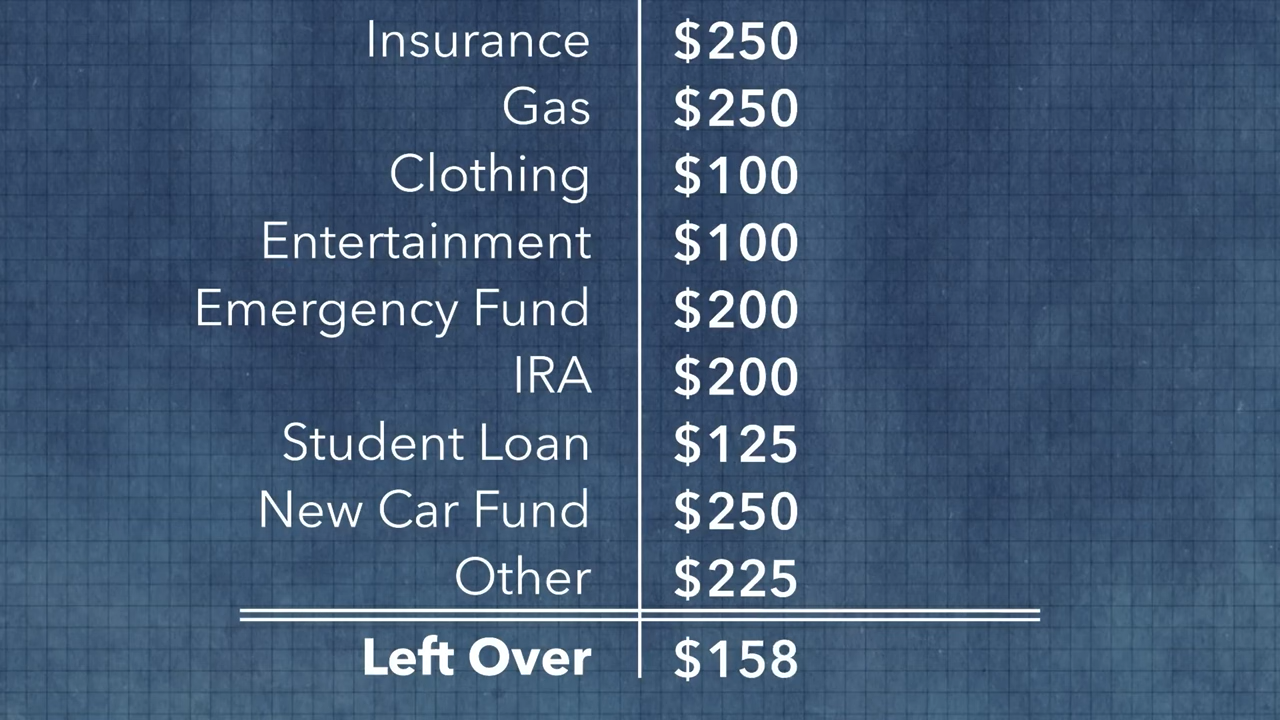 Insurance $250
Gas $250
Clothing $100
Entertainment $100
Emergency Fund $200
IRA $200
Student Loan $125
New Car Fund $250
Other $225
Left Over $158